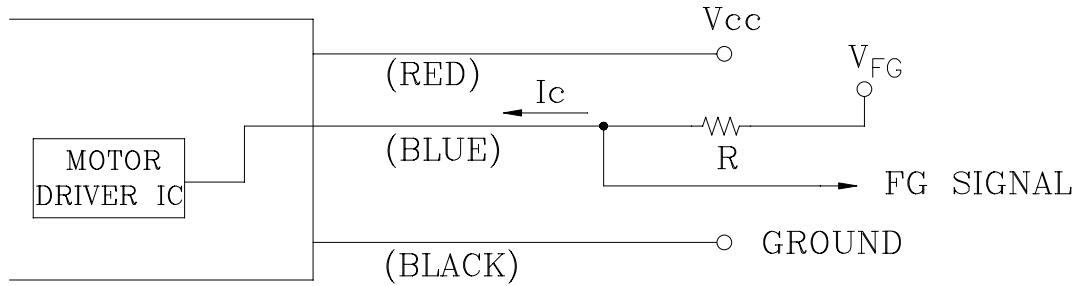 Vcc
(RED)
VFG
Ic
(BLUE)
R
MOTOR
DRIVER IC
FG SIGNAL
(BLACK)
GROUND